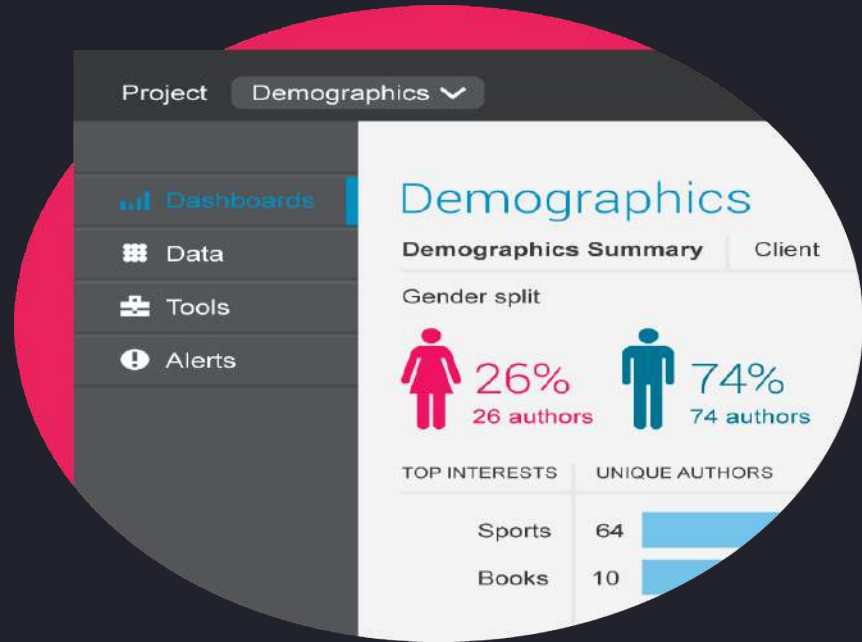 Project Demographics
Dashboards
Data
Tools
Alerts
Demographics
Demographics Summary Client
Gender split
26% 74%
26 authors 74 authors
TOP INTERESTS UNIQUE AUTHORS
Sports 64
Books 10